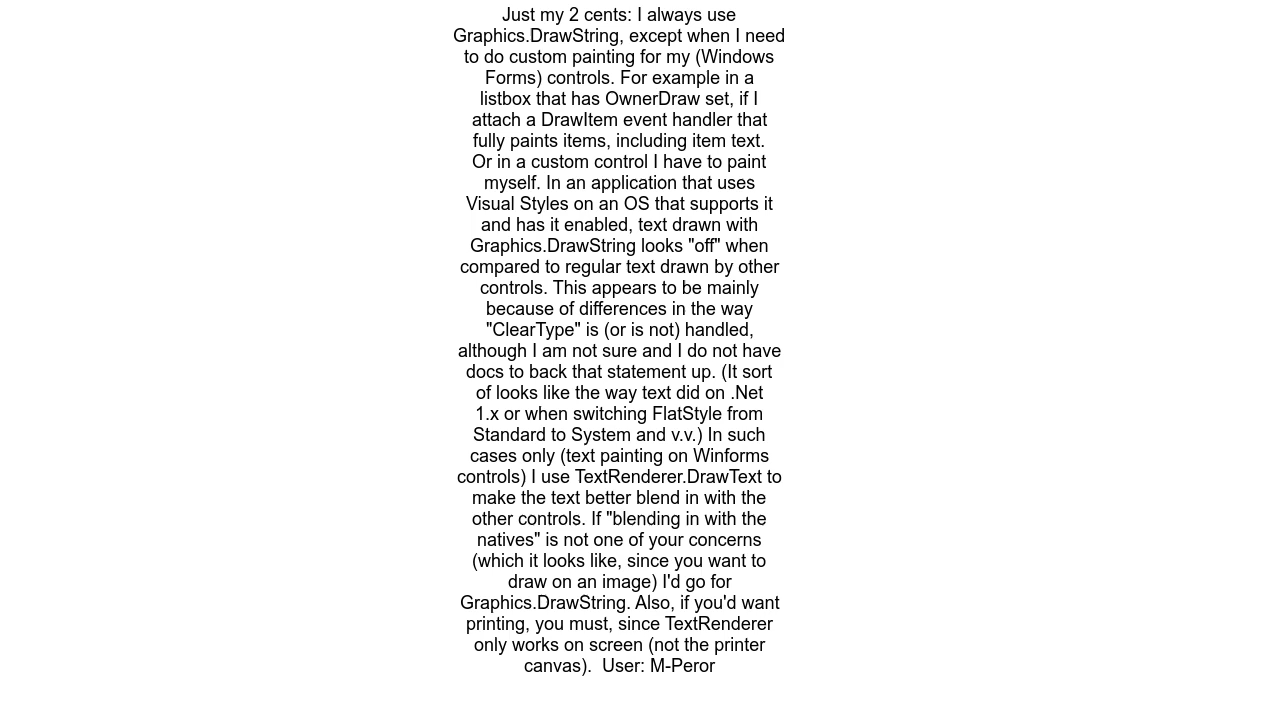 Just my 2 cents: I always use
Graphics.DrawString, except when I need
to do custom painting for my (Windows
Forms) controls. For example in a
listbox that has OwnerDraw set, if I
attach a DrawItem event handler that
fully paints items, including item text.
Or in a custom control I have to paint
myself. In an application that uses
Visual Styles on an OS that supports it
and has it enabled, text drawn with
Graphics.DrawString looks "off" when
compared to regular text drawn by other
controls. This appears to be mainly
because of differences in the way
"ClearType" is (or is not) handled,
although I am not sure and I do not have
docs to back that statement up. (It sort
of looks like the way text did on .Net
1.x or when switching FlatStyle from
Standard to System and v.v.) In such
cases only (text painting on Winforms
controls) I use TextRenderer.DrawText to
make the text better blend in with the
other controls. If "blending in with the
natives" is not one of your concerns
(which it looks like, since you want to
draw on an image) I'd go for
Graphics.DrawString. Also, if you'd want
printing, you must, since TextRenderer
only works on screen (not the printer
canvas).  User: M-Peror